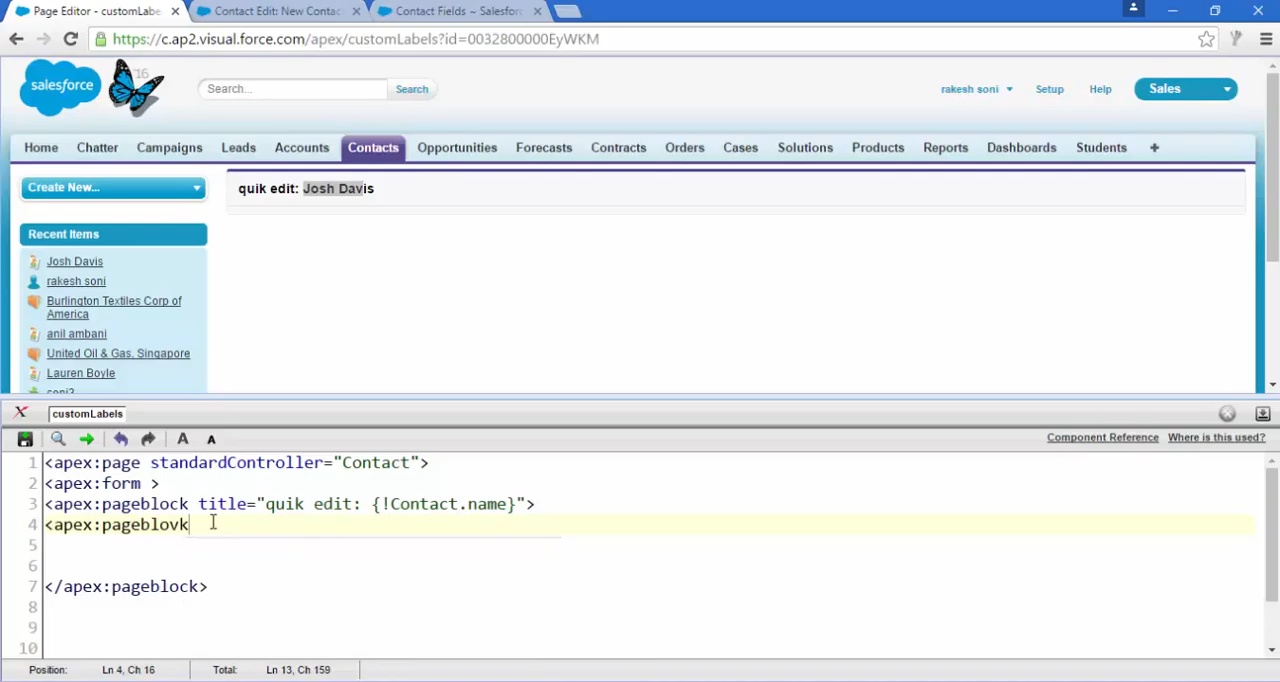 Page Editor - customLabe
Contact Edit: New Contac
Contact Fields ~ Salesforc
https://c.ap2.visual.force.com/apex/customLabels?id=0032800000EyWKM
salesforce
'16
Search...
Search
rakesh soni
Setup
Help
Sales
Home Chatter Campaigns Leads Accounts Contacts Opportunities Forecasts Contracts Orders Cases Solutions Products Reports Dashboards Students +
Create New...
quik edit: Josh Davis
Recent Items
Josh Davis
rakesh soni
Burlington Textiles Corp of
America
anil ambani
United Oil & Gas, Singapore
Lauren Boyle
customLabels
A A
Component Reference
Where is this used?
1 <apex:page standardController="Contact">
2 <apex:form >
3 <apex:pageblock title="quik edit: {!Contact.name}">
4 <apex:pageblovk
5
6
7 </apex:pageblock>
8
9
10
Position: Ln 4, Ch 16 Total: Ln 13, Ch 159